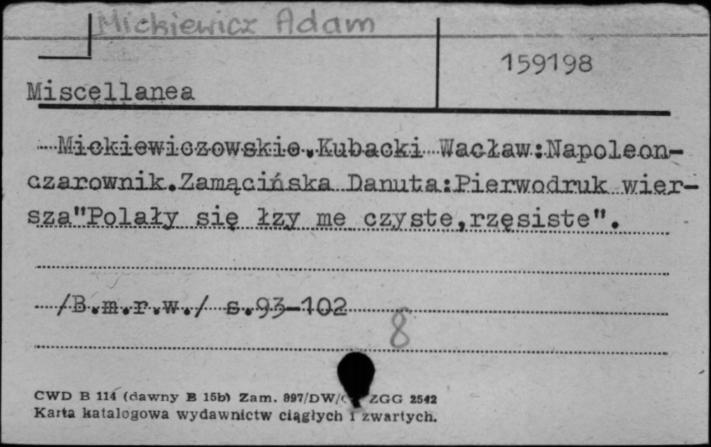 Mickiewicz Adam
159198
Miscellanea
Mickiewiczowskie.Kubacki Wacław:Napoleon-
czarownik.Zamącińska Danuta:Pierwodruk wier-
sza"Polały się łzy me czyste,rzęsiste".
/B.m.r.w./ s.93-102
8
CWD B 114 (dawny B 15b) Zam. 897/DW/ ZGG 2542
Karta katalogowa wydawnictw ciągłych i zwartych.